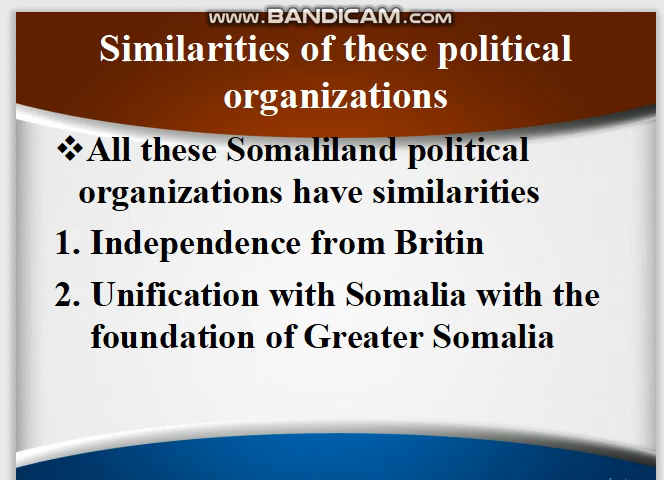 www.BANDICAM.com
Similarities of these political
organizations
❖All these Somaliland political
organizations have similarities
1. Independence from Britin
2. Unification with Somalia with the
foundation of Greater Somalia